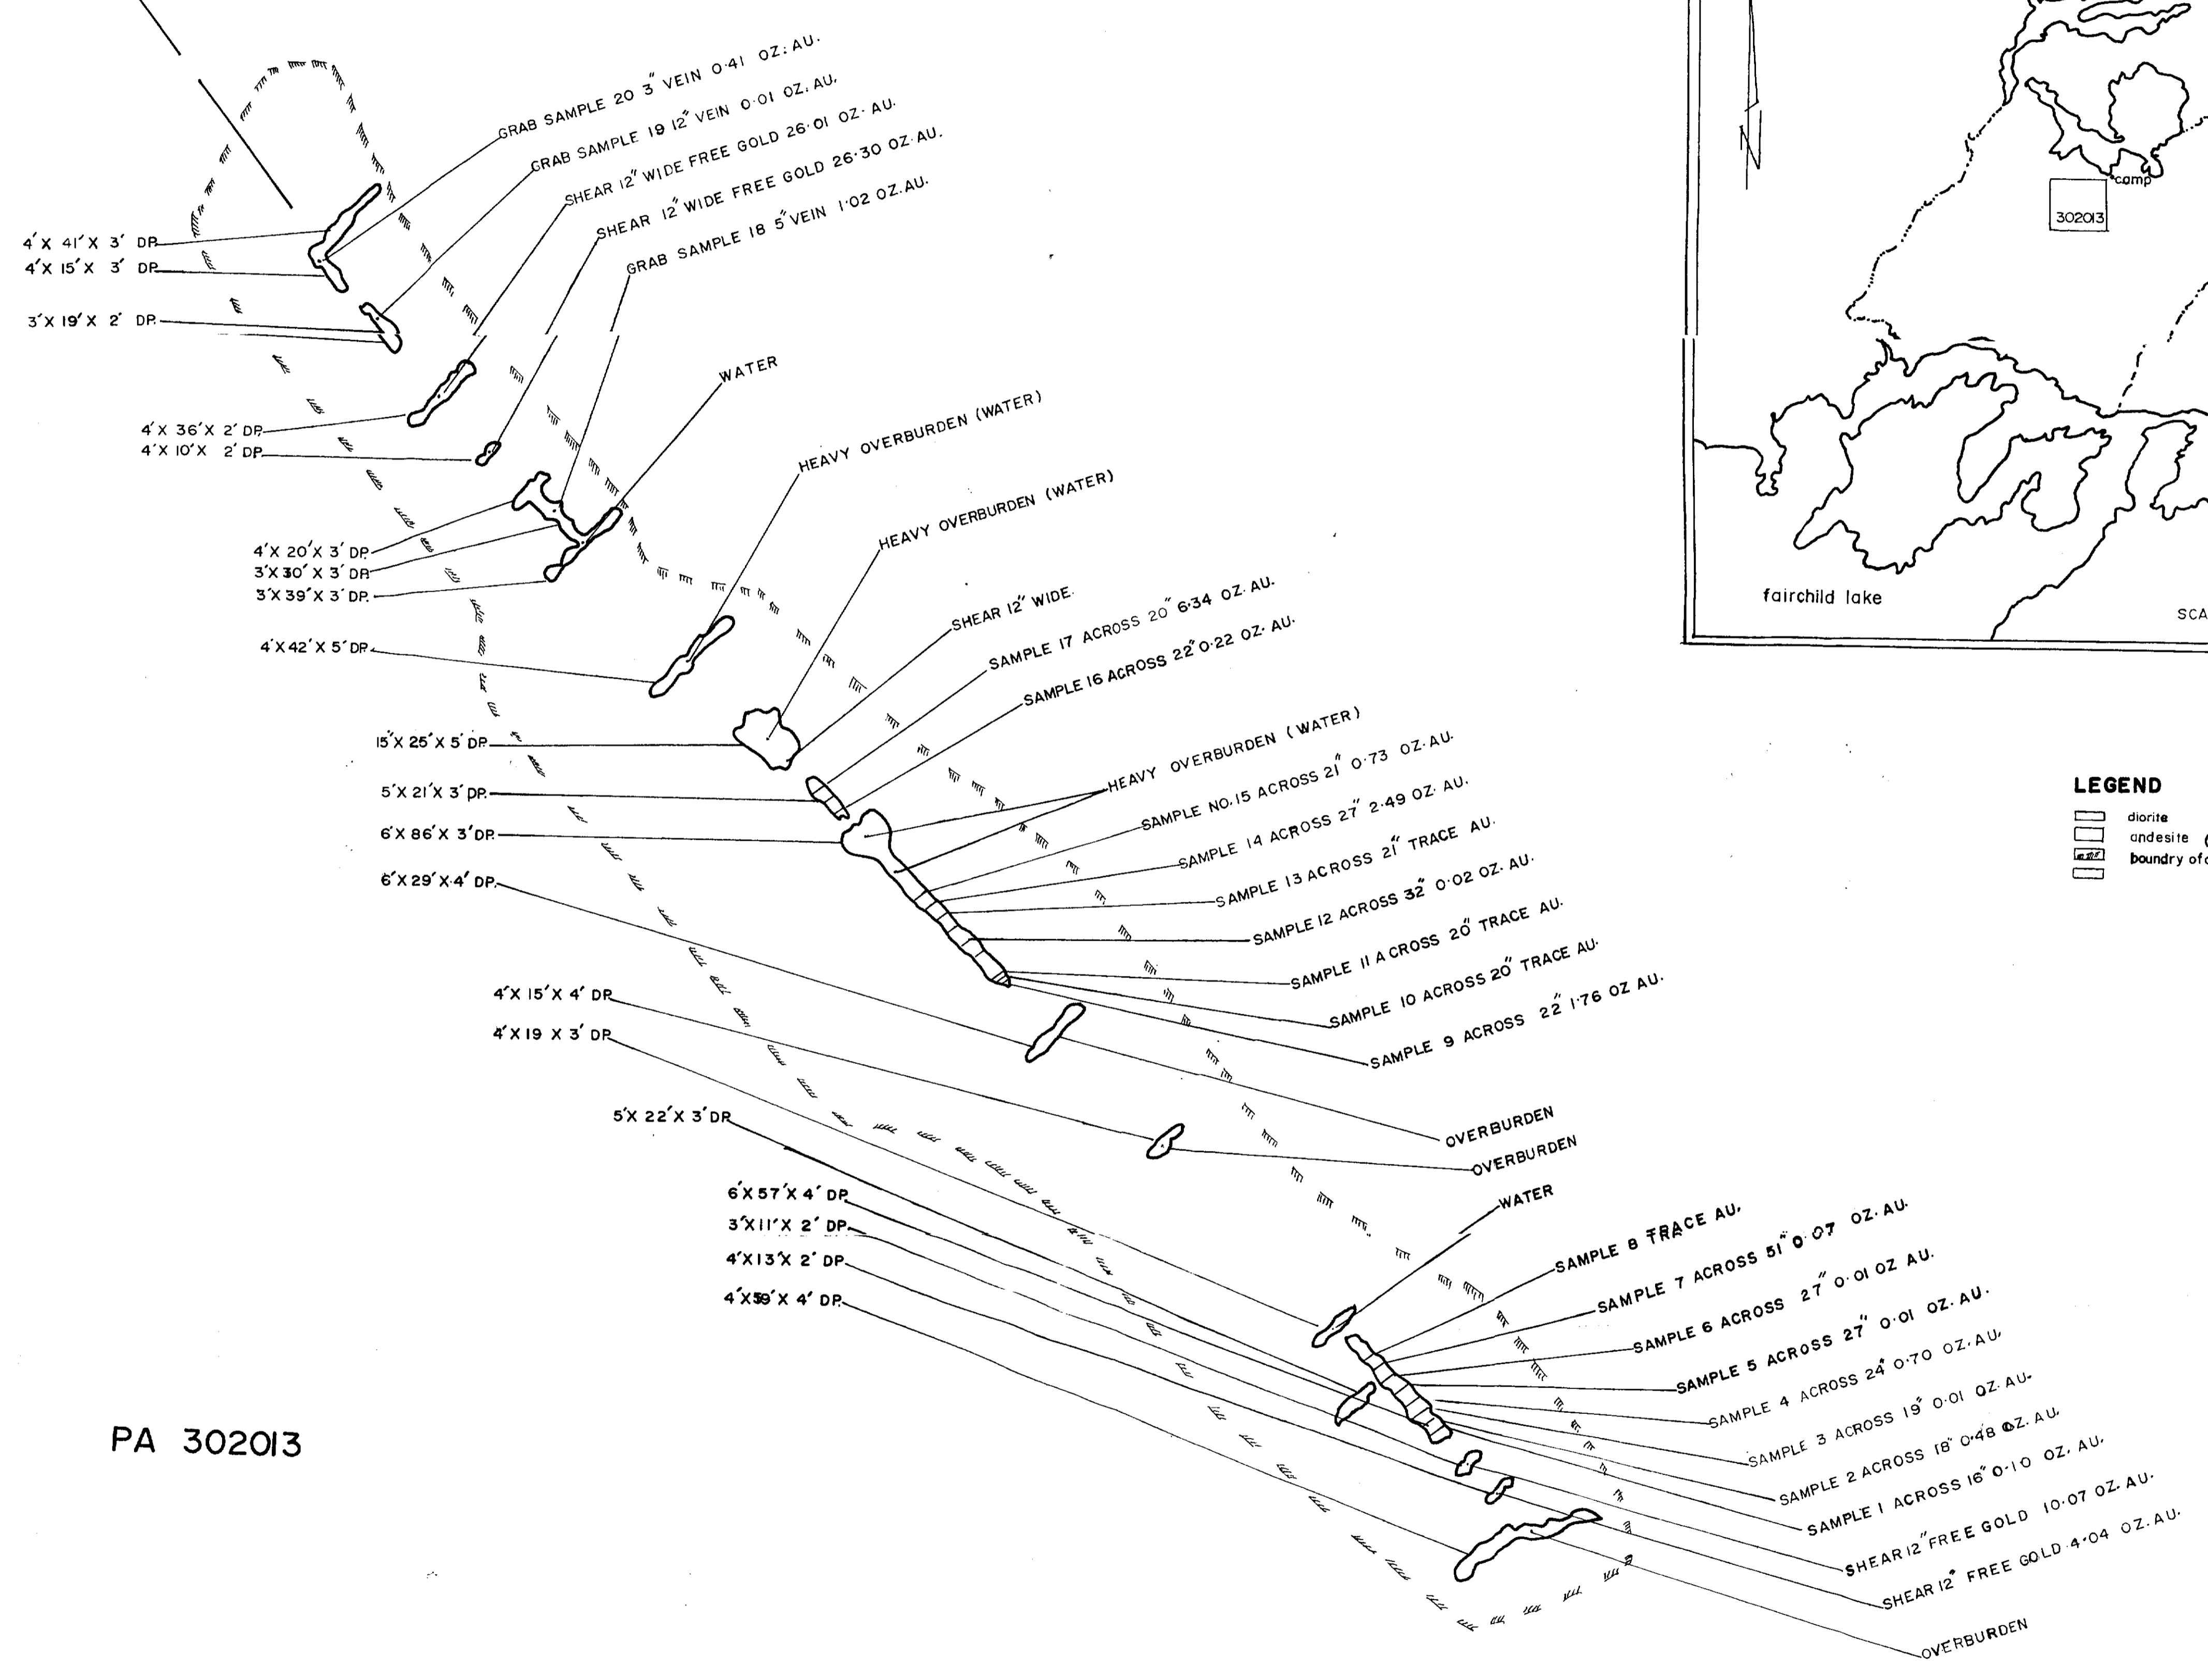 GRAB SAMPLE 20 3" VEIN 0.41 OZ. AU.
GRAB SAMPLE 19 12" VEIN 0.01 OZ. AU.
SHEAR 12" WIDE FREE GOLD 26.01 OZ. AU.
SHEAR 12" WIDE FREE GOLD 26.30 OZ. AU.
GRAB SAMPLE 18 5" VEIN 1.02 OZ. AU.
WATER
HEAVY OVERBURDEN (WATER)
HEAVY OVERBURDEN (WATER)
SHEAR 12" WIDE.
SAMPLE 17 ACROSS 20" 6.34 OZ. AU.
SAMPLE 16 ACROSS 22" 0.22 OZ. AU.
HEAVY OVERBURDEN (WATER)
SAMPLE NO. 15 ACROSS 21" 0.73 OZ. AU.
SAMPLE 14 ACROSS 27" 2.49 OZ. AU.
SAMPLE 13 ACROSS 21" TRACE AU.
SAMPLE 12 ACROSS 32" 0.02 OZ. AU.
SAMPLE 11 ACROSS 20" TRACE AU.
SAMPLE 10 ACROSS 20" TRACE AU.
SAMPLE 9 ACROSS 22" 1.76 OZ AU.
OVERBURDEN
OVERBURDEN
WATER
SAMPLE 8 TRACE AU.
SAMPLE 7 ACROSS 51" 0.07 OZ. AU.
SAMPLE 6 ACROSS 27" 0.01 OZ AU.
SAMPLE 5 ACROSS 27" 0.01 OZ. AU.
SAMPLE 4 ACROSS 24" 0.70 OZ. AU.
SAMPLE 3 ACROSS 19" 0.01 OZ. AU.
SAMPLE 2 ACROSS 18" 0.48 OZ. AU.
SAMPLE 1 ACROSS 16" 0.10 OZ. AU.
SHEAR 12" FREE GOLD 10.07 OZ. AU.
SHEAR 12" FREE GOLD 4.04 OZ. AU.
OVERBURDEN
4' X 41' X 3' DP.
4' X 15' X 3' DP.
3' X 19' X 2' DP.
4' X 36' X 2' DP.
4' X 10' X 2' DP.
4' X 20' X 3' DP.
3' X 30' X 3' DP.
3' X 39' X 3' DP.
4' X 42' X 5' DP.
15" X 25' X 5' DP.
5' X 21' X 3' DP.
6' X 86' X 3' DP.
6' X 29' X 4' DP.
4' X 15' X 4' DP.
4' X 19 X 3' DP.
5' X 22' X 3' DP.
6' X 57' X 4' DP.
3' X 11' X 2' DP.
4' X 13' X 2' DP.
PA 302013
N
camp
302013
fairchild lake
SCA
LEGEND
diorite
andesite (
boundry of